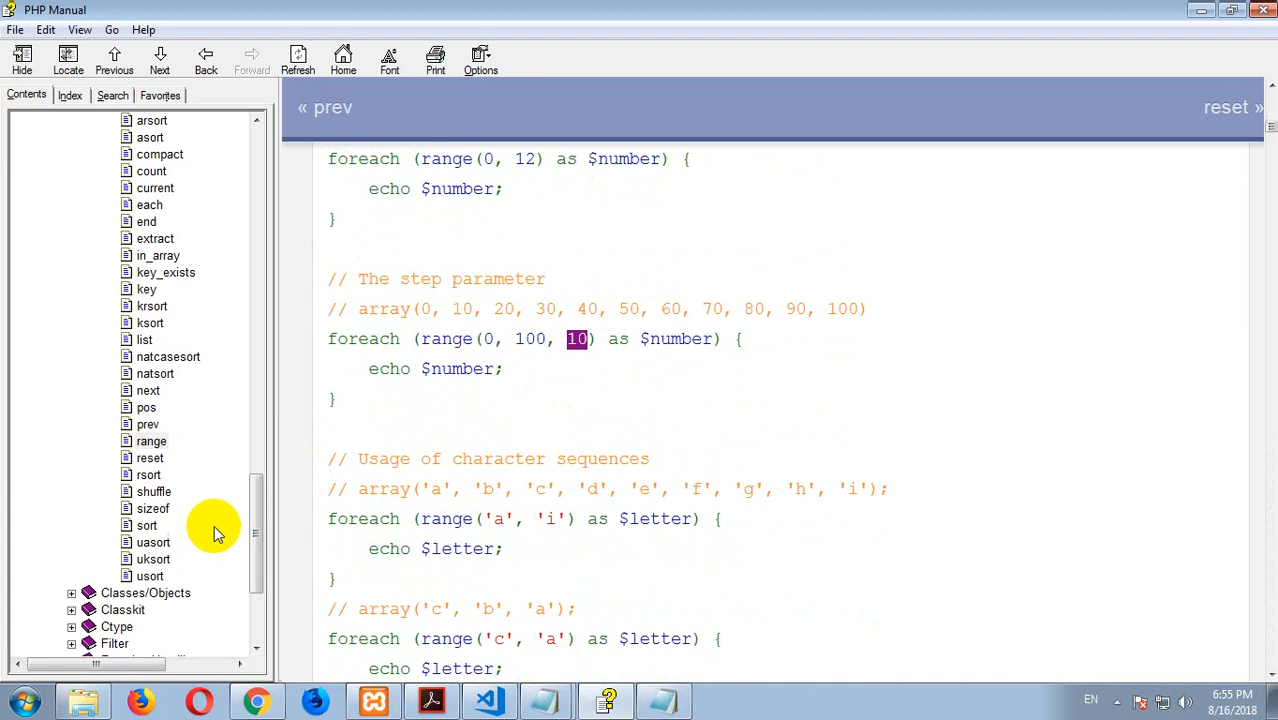 PHP Manual
File Edit View Go Help
Hide Locate Previous Next Back Forward Refresh Home Font Print Options
Contents Index Search Favorites
arsort
asort
compact
count
current
each
end
extract
in_array
key_exists
key
krsort
ksort
list
natcasesort
natsort
next
pos
prev
range
reset
rsort
shuffle
sizeof
sort
uasort
uksort
usort
Classes/Objects
Classkit
Ctype
Filter
« prev
reset »
foreach (range(0, 12) as $number) {
echo $number;
}
// The step parameter
// array(0, 10, 20, 30, 40, 50, 60, 70, 80, 90, 100)
foreach (range(0, 100, 10) as $number) {
echo $number;
}
// Usage of character sequences
// array('a', 'b', 'c', 'd', 'e', 'f', 'g', 'h', 'i');
foreach (range('a', 'i') as $letter) {
echo $letter;
}
// array('c', 'b', 'a');
foreach (range('c', 'a') as $letter) {
echo $letter;
EN
6:55 PM
8/16/2018